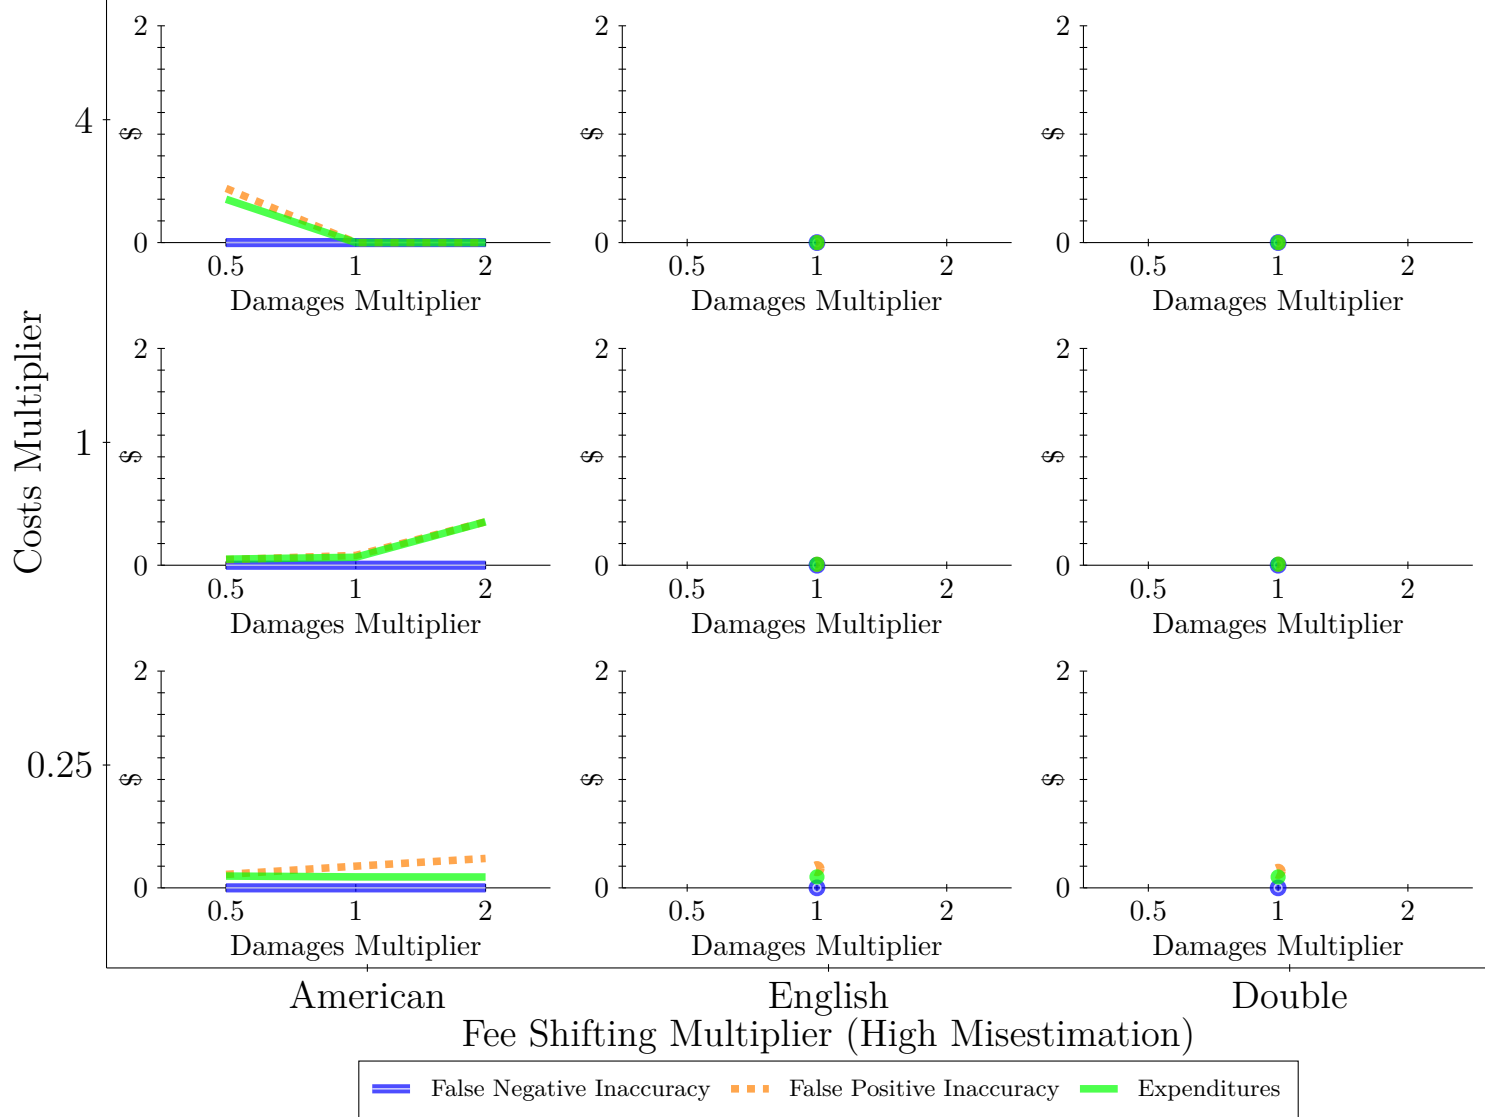 Costs Multiplier
4
1
0.25
2
$
0
0.5 1 2
Damages Multiplier
2
$
0
0.5 1 2
Damages Multiplier
2
$
0
0.5 1 2
Damages Multiplier
2
$
0
0.5 1 2
Damages Multiplier
2
$
0
0.5 1 2
Damages Multiplier
2
$
0
0.5 1 2
Damages Multiplier
2
$
0
0.5 1 2
Damages Multiplier
2
$
0
0.5 1 2
Damages Multiplier
2
$
0
0.5 1 2
Damages Multiplier
American English Double
Fee Shifting Multiplier (High Misestimation)
False Negative Inaccuracy False Positive Inaccuracy Expenditures